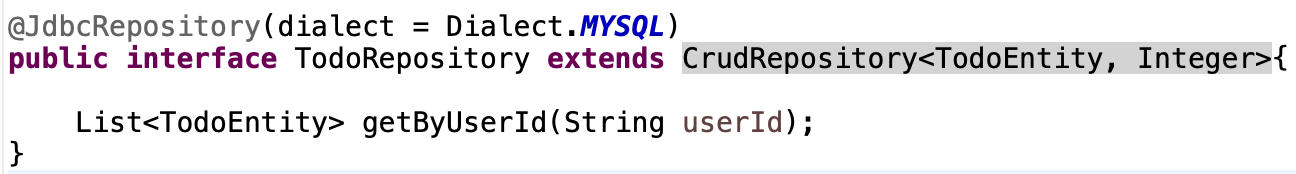 @JdbcRepository(dialect = Dialect.MYSQL)
public interface TodoRepository extends CrudRepository<TodoEntity, Integer>{
List<TodoEntity> getByUserId(String userId);
}